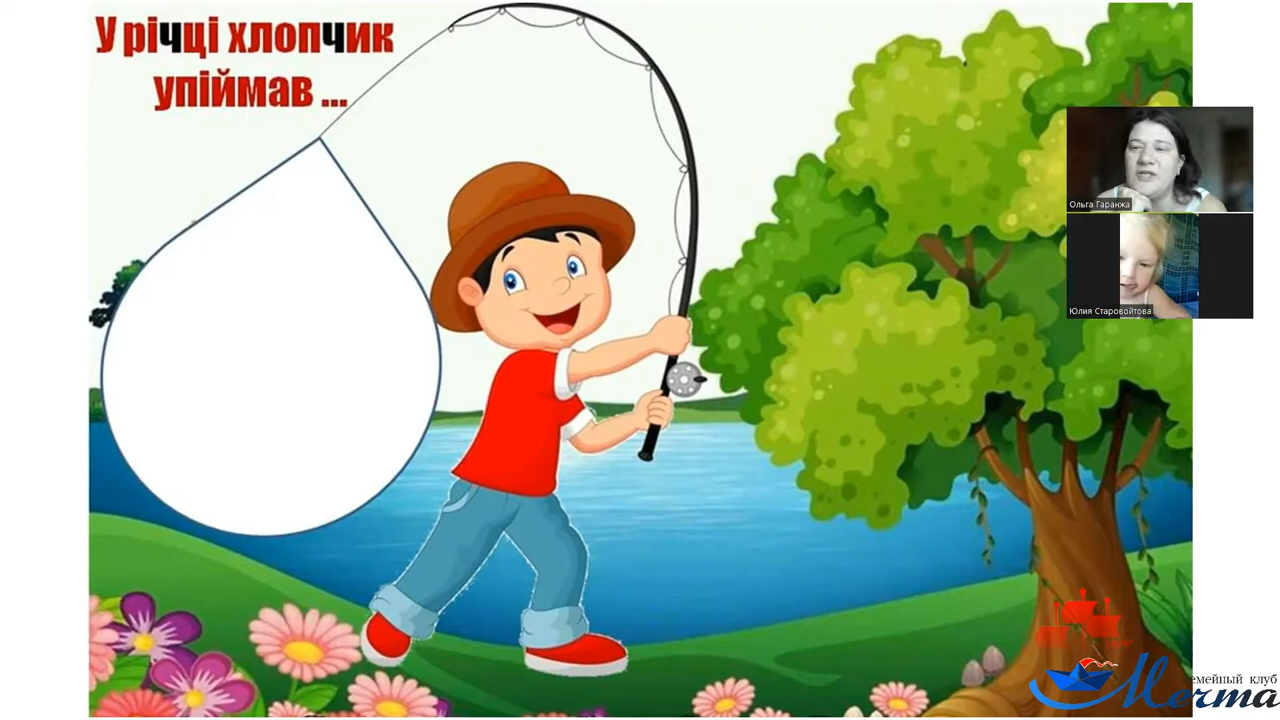 У річці хлопчик
упіймав ...
Ольга Гаранжа
Юлия Старовойтова
емейный клуб
Мечта